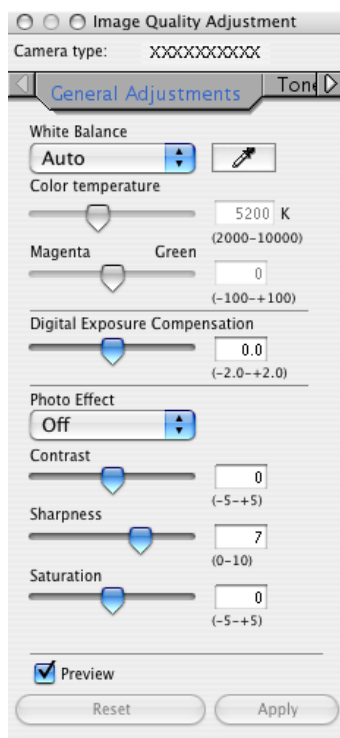 Image Quality Adjustment
Camera type: XXXXXXXXXXX
General Adjustments Tone
White Balance
Auto
Color temperature
5200 K
(2000-10000)
Magenta Green
0
(-100-+100)
Digital Exposure Compensation
0.0
(-2.0-+2.0)
Photo Effect
Off
Contrast
0
(-5-+5)
Sharpness
7
(0-10)
Saturation
0
(-5-+5)
Preview
Reset Apply